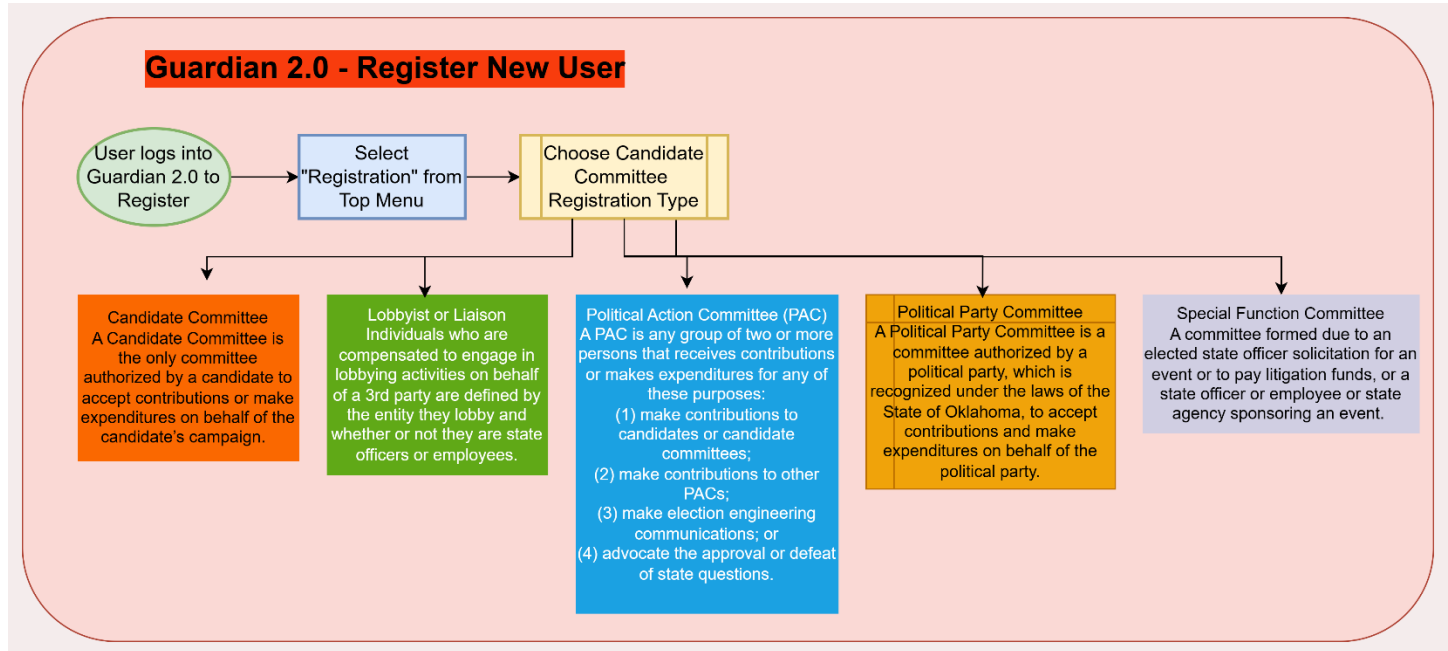 Guardian 2.0 - Register New User
User logs into
Guardian 2.0 to
Register
Select
"Registration" from
Top Menu
Choose Candidate
Committee
Registration Type
Candidate Committee
A Candidate Committee is
the only committee
authorized by a candidate to
accept contributions or make
expenditures on behalf of the
candidate’s campaign.
Lobbyist or Liaison
Individuals who are
compensated to engage in
lobbying activities on behalf
of a 3rd party are defined by
the entity they lobby and
whether or not they are state
officers or employees.
Political Action Committee (PAC)
A PAC is any group of two or more
persons that receives contributions
or makes expenditures for any of
these purposes:
(1) make contributions to
candidates or candidate
committees;
(2) make contributions to other
PACs;
(3) make election engineering
communications; or
(4) advocate the approval or defeat
of state questions.
Political Party Committee
A Political Party Committee is a
committee authorized by a
political party, which is
recognized under the laws of the
State of Oklahoma, to accept
contributions and make
expenditures on behalf of the
political party.
Special Function Committee
A committee formed due to an
elected state officer solicitation for an
event or to pay litigation funds, or a
state officer or employee or state
agency sponsoring an event.